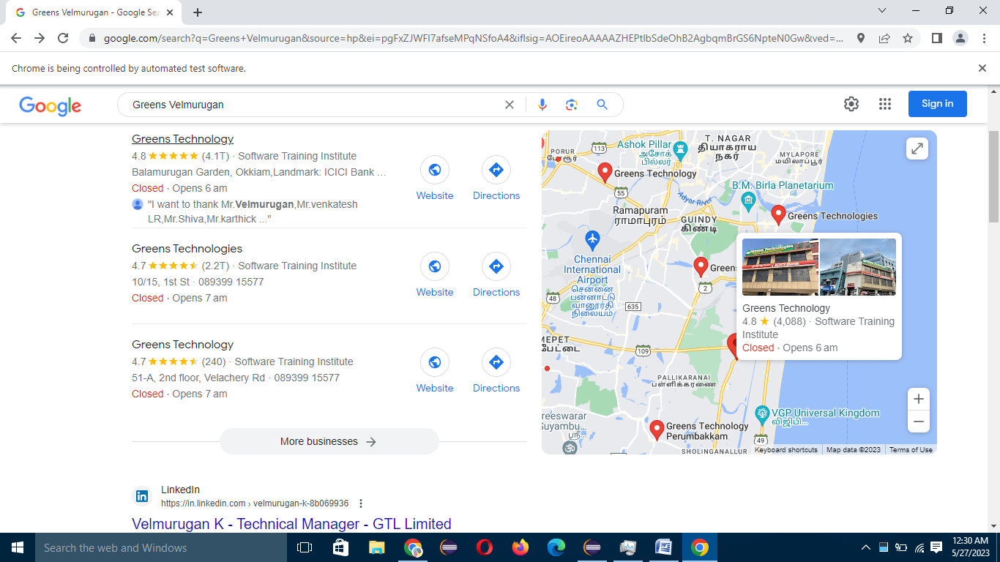 Greens Velmurugan - Google Sea
google.com/search?q=Greens+Velmurugan&source=hp&ei=pgFxZJWFI7afseMPqNSfoA4&iflsig=AOEireoAAAAAZHEPtlbSdeOhB2AgbqmBrGS6NpteN0Gw&ved=...
Chrome is being controlled by automated test software.
Google
Greens Velmurugan
Sign in
Greens Technology
4.8 (4.1T) · Software Training Institute
Balamurugan Garden, Okkiam,Landmark: ICICI Bank ...
Closed · Opens 6 am
"I want to thank Mr.Velmurugan,Mr.venkatesh
LR,Mr.Shiva,Mr.karthick ..."
Website
Directions
Greens Technologies
4.7 (2.2T) · Software Training Institute
10/15, 1st St · 089399 15577
Closed · Opens 7 am
Website
Directions
Greens Technology
4.7 (240) · Software Training Institute
51-A, 2nd floor, Velachery Rd · 089399 15577
Closed · Opens 7 am
Website
Directions
More businesses
T. NAGAR
தியாகராய
நகர்
Ashok Pillar
அசோக்
பில்லர்
PORUR
போரூர்
113
MYLAPORE
மயிலாப்பூர்
Greens Technology
55
B.M. Birla Planetarium
Adyar River
Ramapuram
ராமாபுரம்
GUINDY
கிண்டி
Greens Technologies
Chennai
International
Airport
சென்னை
பன்னாட்டு
வானூர்தி
நிலையம்
Greens
2
48
635
Greens Technology
4.8 ★ (4,088) · Software Training
Institute
Closed · Opens 6 am
MEPET
பேட்டை
109
PALLIKARANAI
பள்ளிக்கரணை
VGP Universal Kingdom
விஜிபி...
reeswarar
Suyambu...
ஸ்ரீ...
Greens Technology
Perumbakkam
49
SHOLINGANALLUR
Keyboard shortcuts
Map data ©2023
Terms of Use
LinkedIn
https://in.linkedin.com › velmurugan-k-8b069936
Velmurugan K - Technical Manager - GTL Limited
Search the web and Windows
12:30 AM
5/27/2023